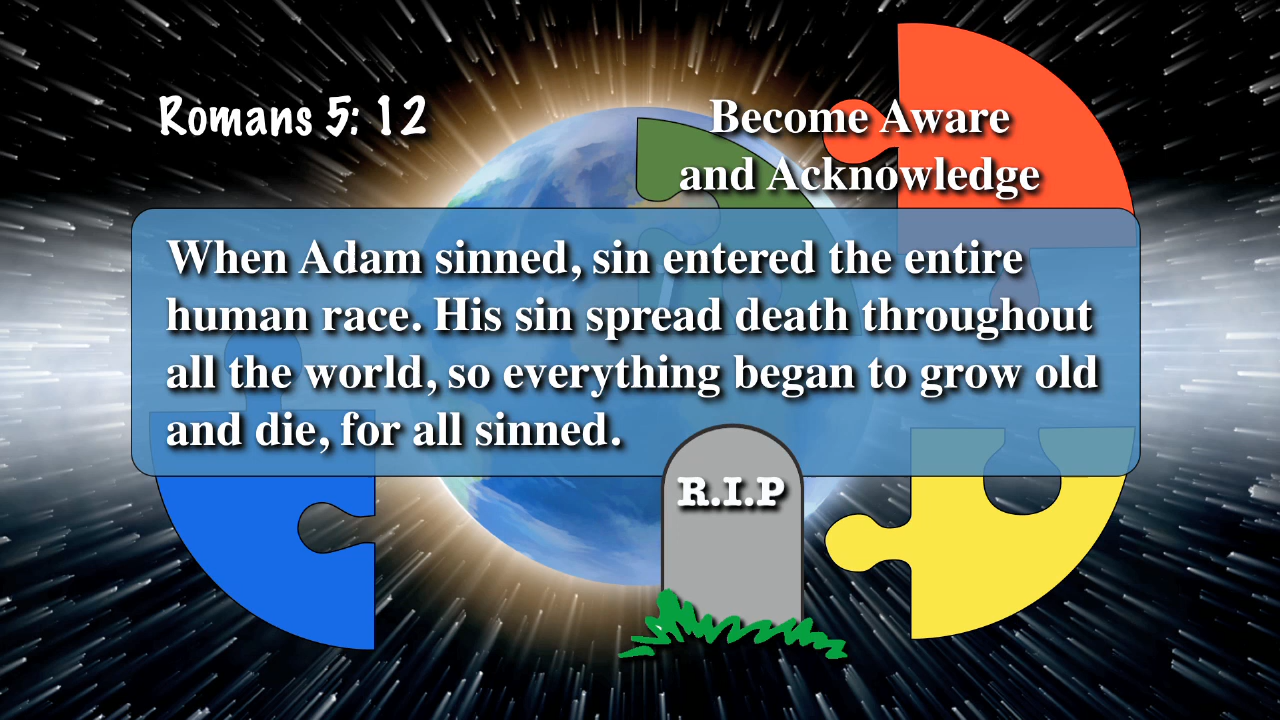 Romans 5: 12
Become Aware
and Acknowledge
When Adam sinned, sin entered the entire
human race. His sin spread death throughout
all the world, so everything began to grow old
and die, for all sinned.
R.I.P